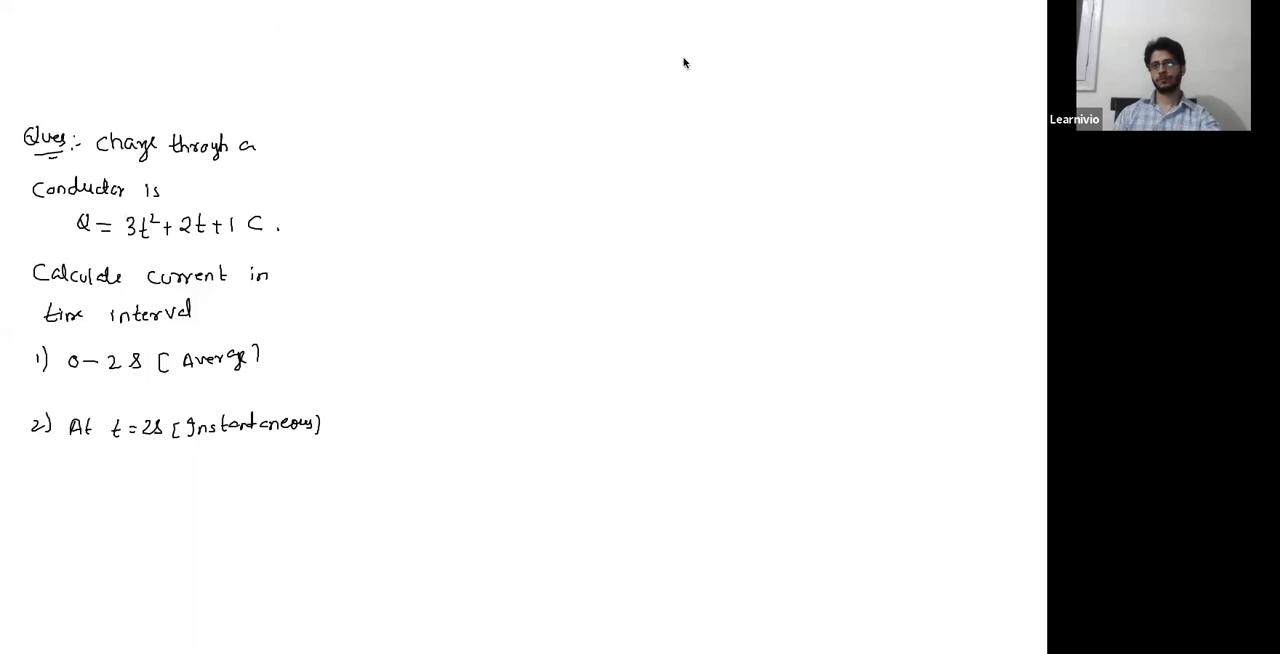 Ques:- Charge through a
Conductor is
Q = 3t² + 2t + 1 C .
Calculate current in
time interval
1) 0 - 2 s [ Average ]
2) At t = 2s [ Instantaneous ]
Learnivio